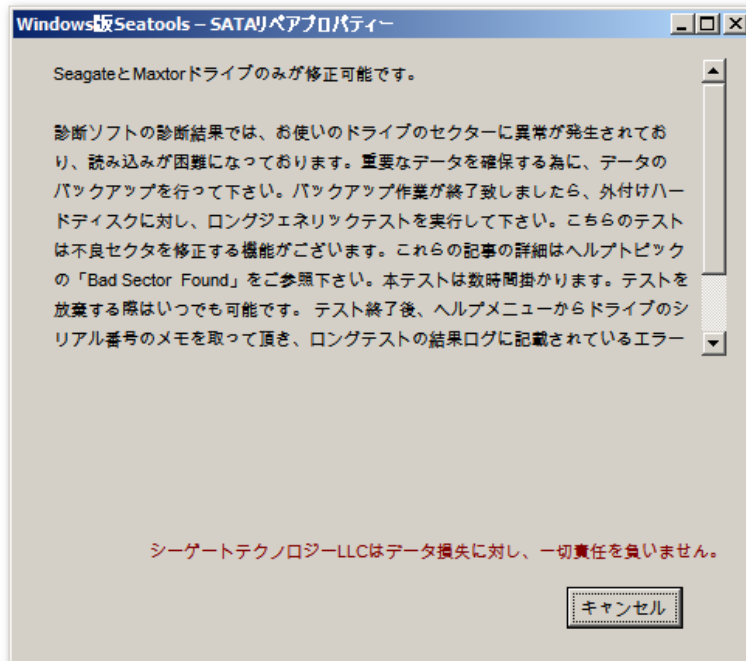 Windows版Seatools – SATAリペアプロパティー
SeagateとMaxtorドライブのみが修正可能です。
診断ソフトの診断結果では、お使いのドライブのセクターに異常が発生されてお
り、読み込みが困難になっております。重要なデータを確保する為に、データの
バックアップを行って下さい。バックアップ作業が終了致しましたら、外付けハー
ドディスクに対し、ロングジェネリックテストを実行して下さい。こちらのテスト
は不良セクタを修正する機能がございます。これらの記事の詳細はヘルプトピック
の「Bad Sector Found」をご参照下さい。本テストは数時間掛かります。テストを
放棄する際はいつでも可能です。 テスト終了後、ヘルプメニューからドライブのシ
リアル番号のメモを取って頂き、ロングテストの結果ログに記載されているエラー
シーゲートテクノロジーLLCはデータ損失に対し、一切責任を負いません。
キャンセル